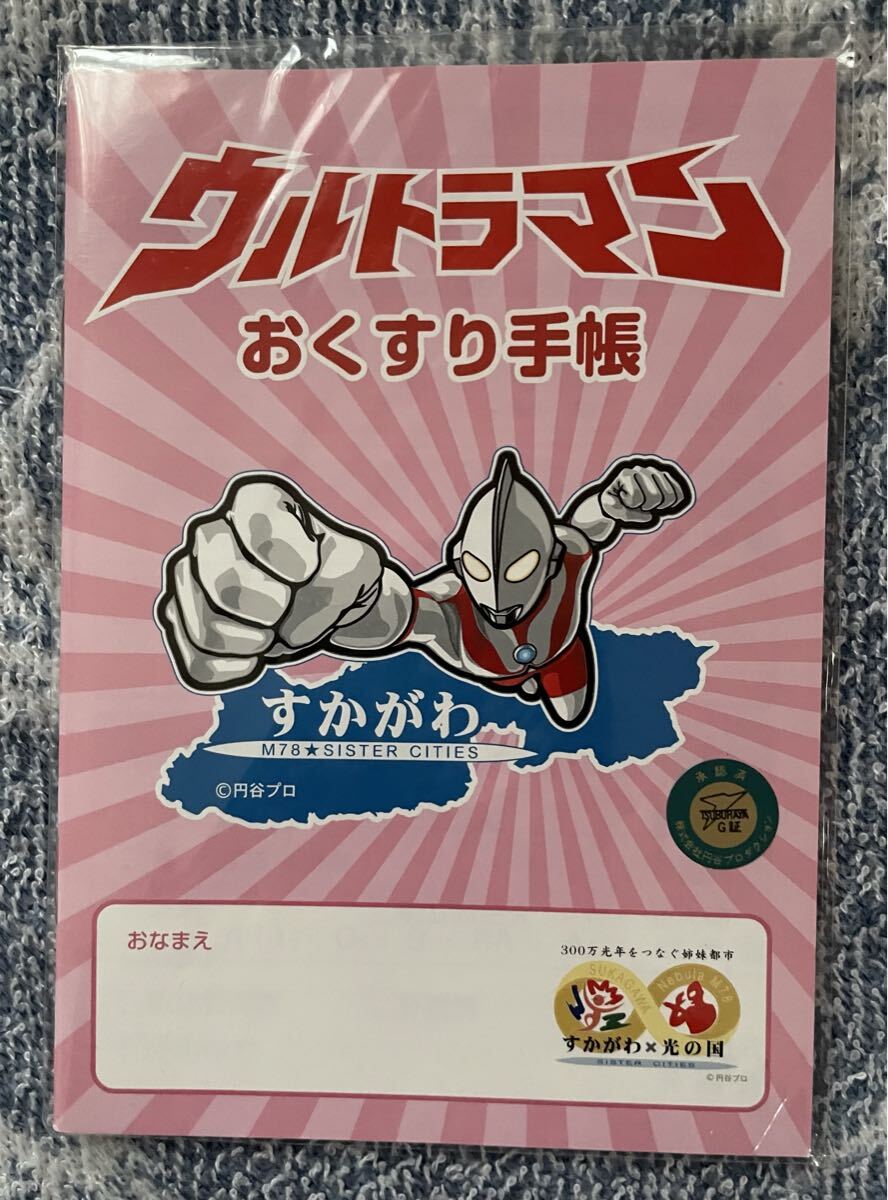 ウルトラマン
おくすり手帳
すかがわ
M78★SISTER CITIES
©円谷プロ
承認済
TSUBURAYA
G証
株式会社円谷プロダクション
おなまえ
300万光年をつなぐ姉妹都市
SUKAGAWA
Nebula M78
すかがわ×光の国
SISTER CITIES
©円谷プロ